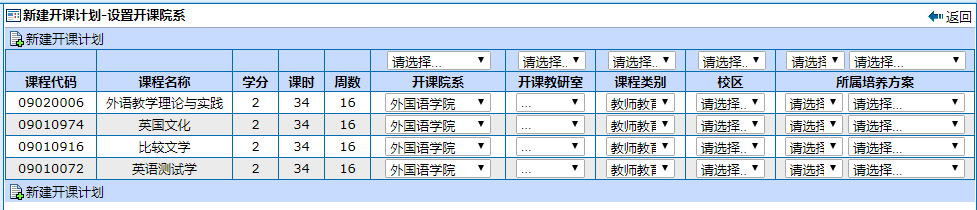 新建开课计划-设置开课院系 返回
新建开课计划
请选择... 请选择.. 请选择... 请选择.. 请选择 请选择...
课程代码 课程名称 学分 课时 周数 开课院系 开课教研室 课程类别 校区 所属培养方案
09020006 外语教学理论与实践 2 34 16 外国语学院 ... 教师教育 请选择.. 请选择 请选择...
09010974 英国文化 2 34 16 外国语学院 ... 教师教育 请选择.. 请选择 请选择...
09010916 比较文学 2 34 16 外国语学院 ... 教师教育 请选择.. 请选择 请选择...
09010072 英语测试学 2 34 16 外国语学院 ... 教师教育 请选择.. 请选择 请选择...
新建开课计划